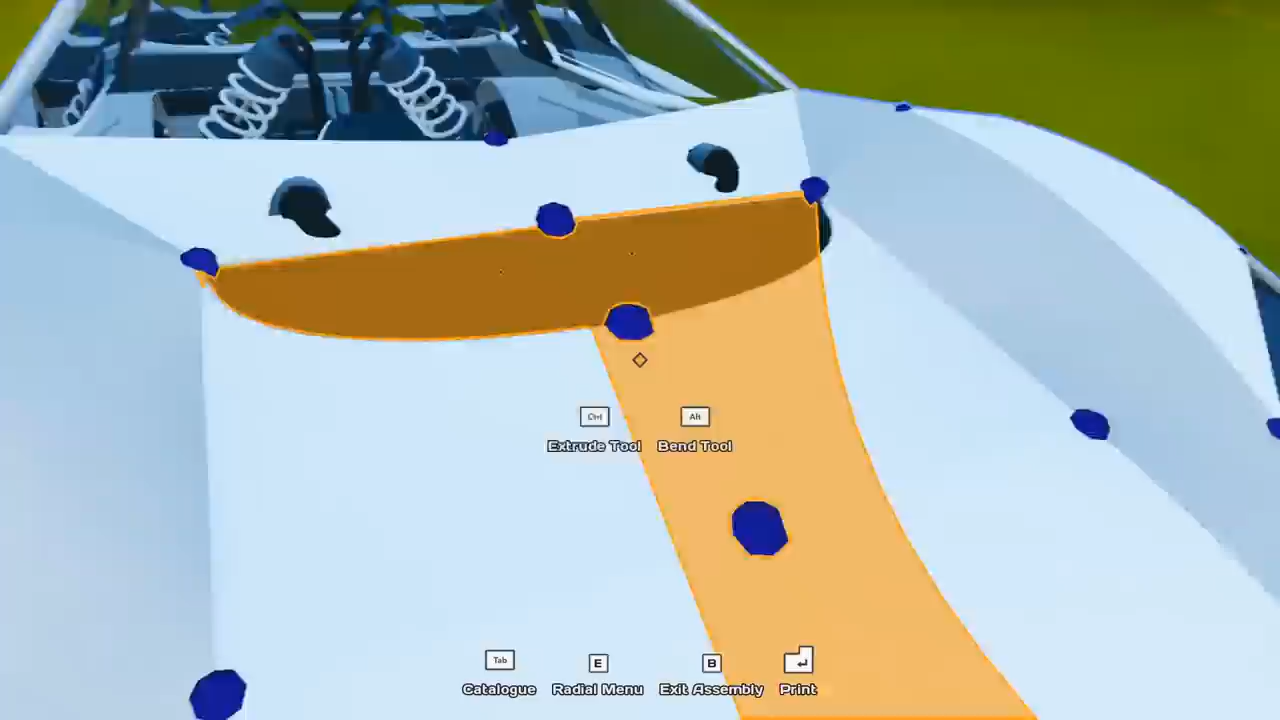 Ctrl Alt
Extrude Tool Bend Tool
Tab E B
Catalogue Radial Menu Exit Assembly Print